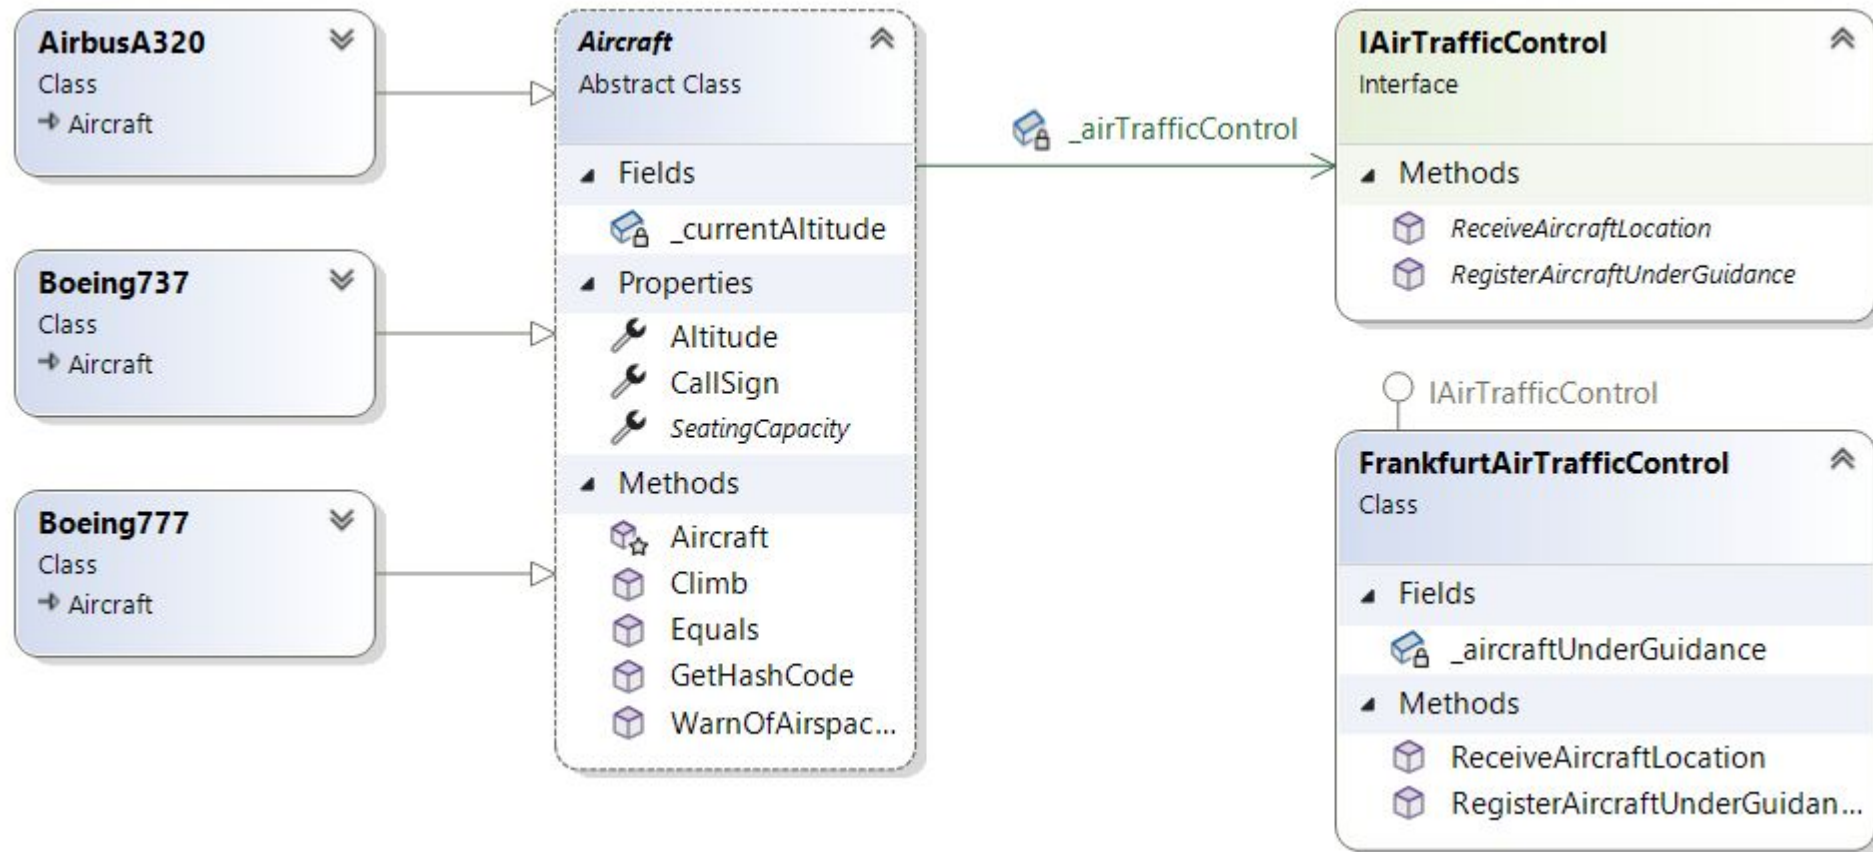 AirbusA320
Class
Aircraft
Boeing737
Class
Aircraft
Boeing777
Class
Aircraft
Aircraft
Abstract Class
Fields
_currentAltitude
Properties
Altitude
CallSign
SeatingCapacity
Methods
Aircraft
Climb
Equals
GetHashCode
WarnOfAirspac...
_airTrafficControl
IAirTrafficControl
Interface
Methods
ReceiveAircraftLocation
RegisterAircraftUnderGuidance
IAirTrafficControl
FrankfurtAirTrafficControl
Class
Fields
_aircraftUnderGuidance
Methods
ReceiveAircraftLocation
RegisterAircraftUnderGuidan...